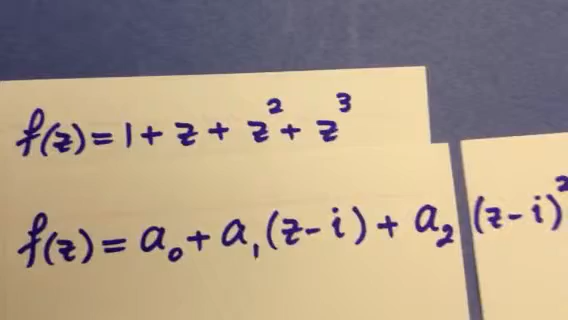 f(z) = 1 + z + z² + z³
f(z) = a₀ + a₁(z-i) + a₂(z-i)²